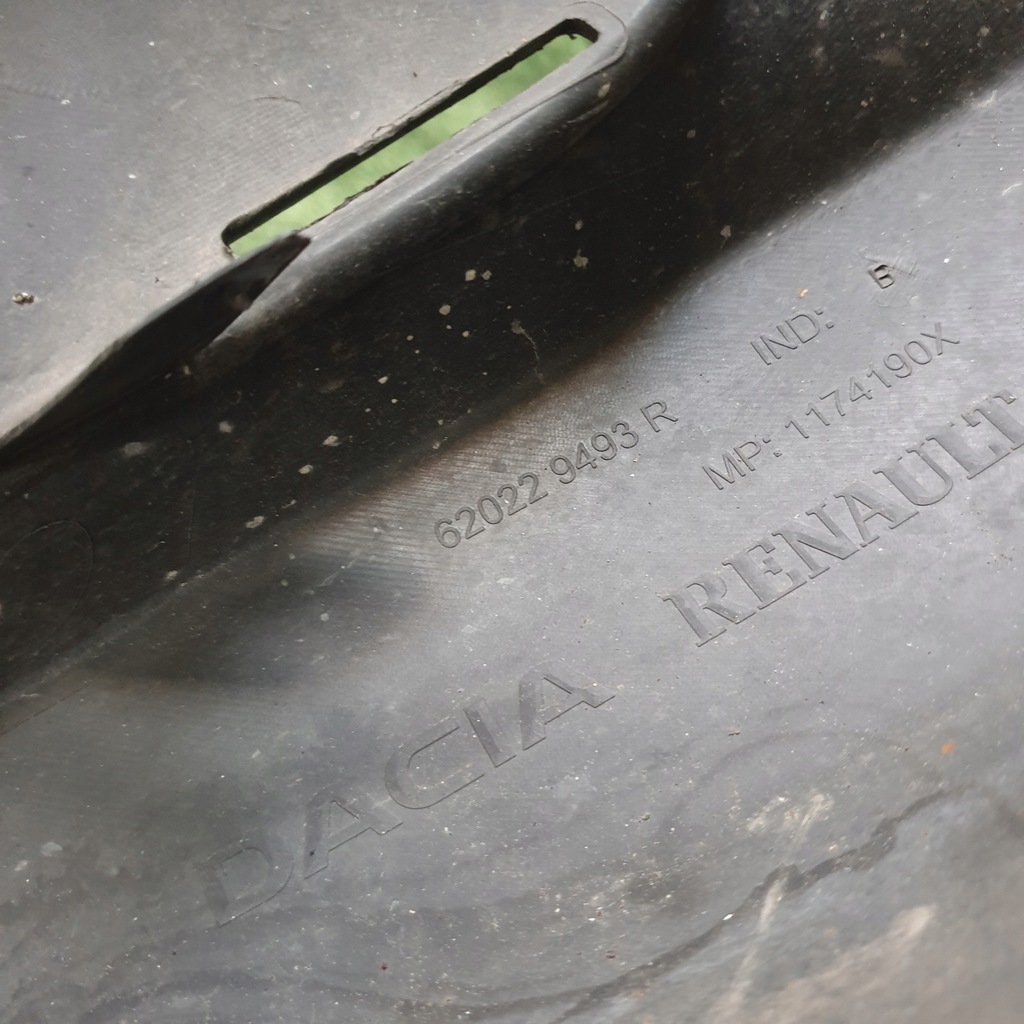 IND: B
62022 9493 R
MP: 1174190X
RENAULT
DACIA